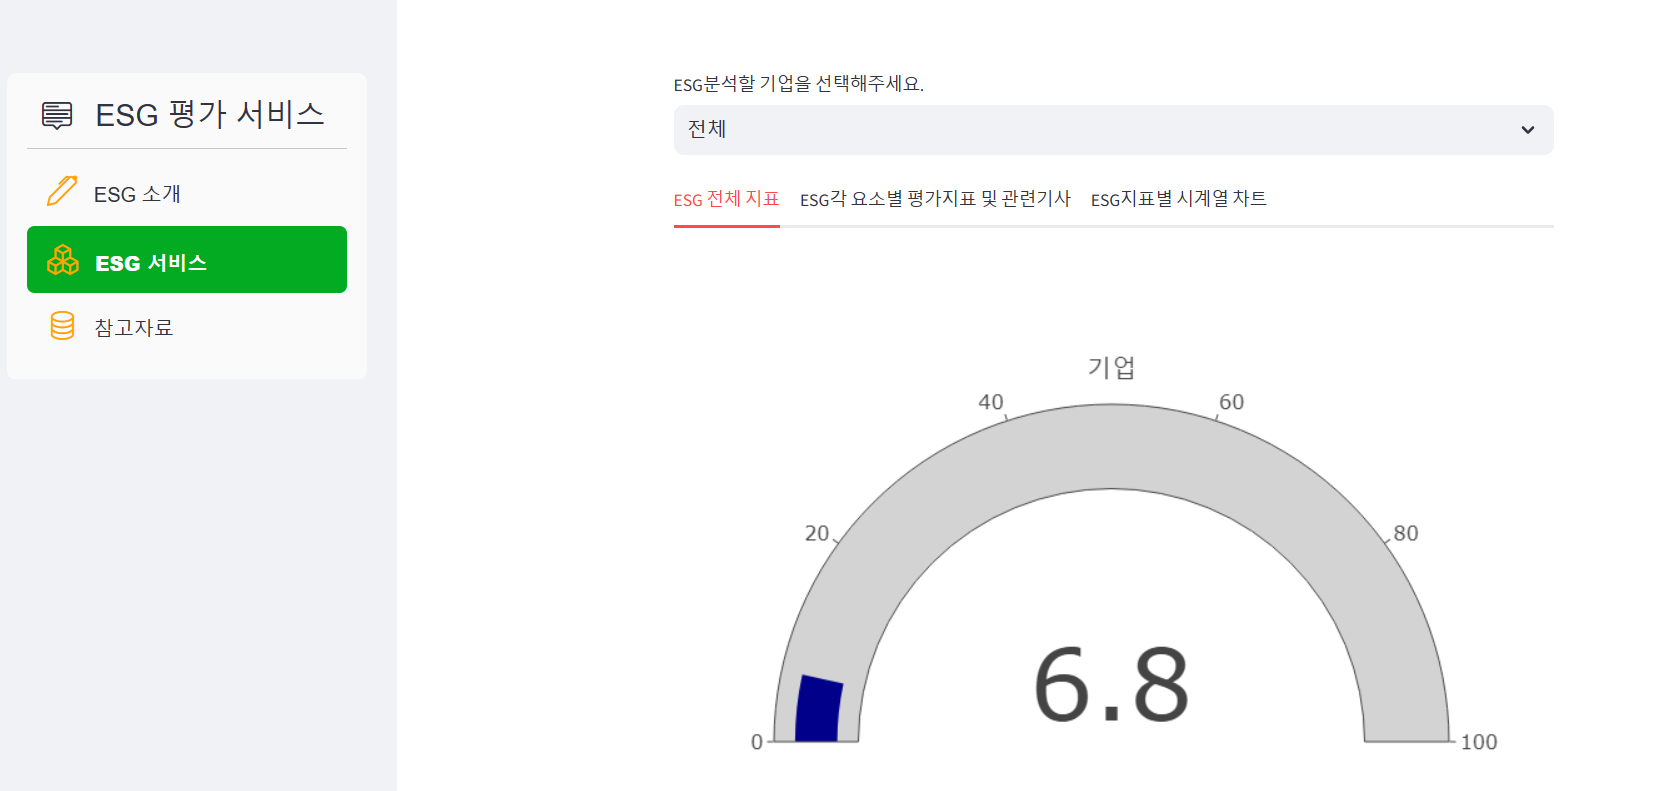 ESG 평가 서비스
ESG 소개
ESG 서비스
참고자료
ESG분석할 기업을 선택해주세요.
전체
ESG 전체 지표 ESG각 요소별 평가지표 및 관련기사 ESG지표별 시계열 차트
기업
40 60
20 80
6.8
0 100